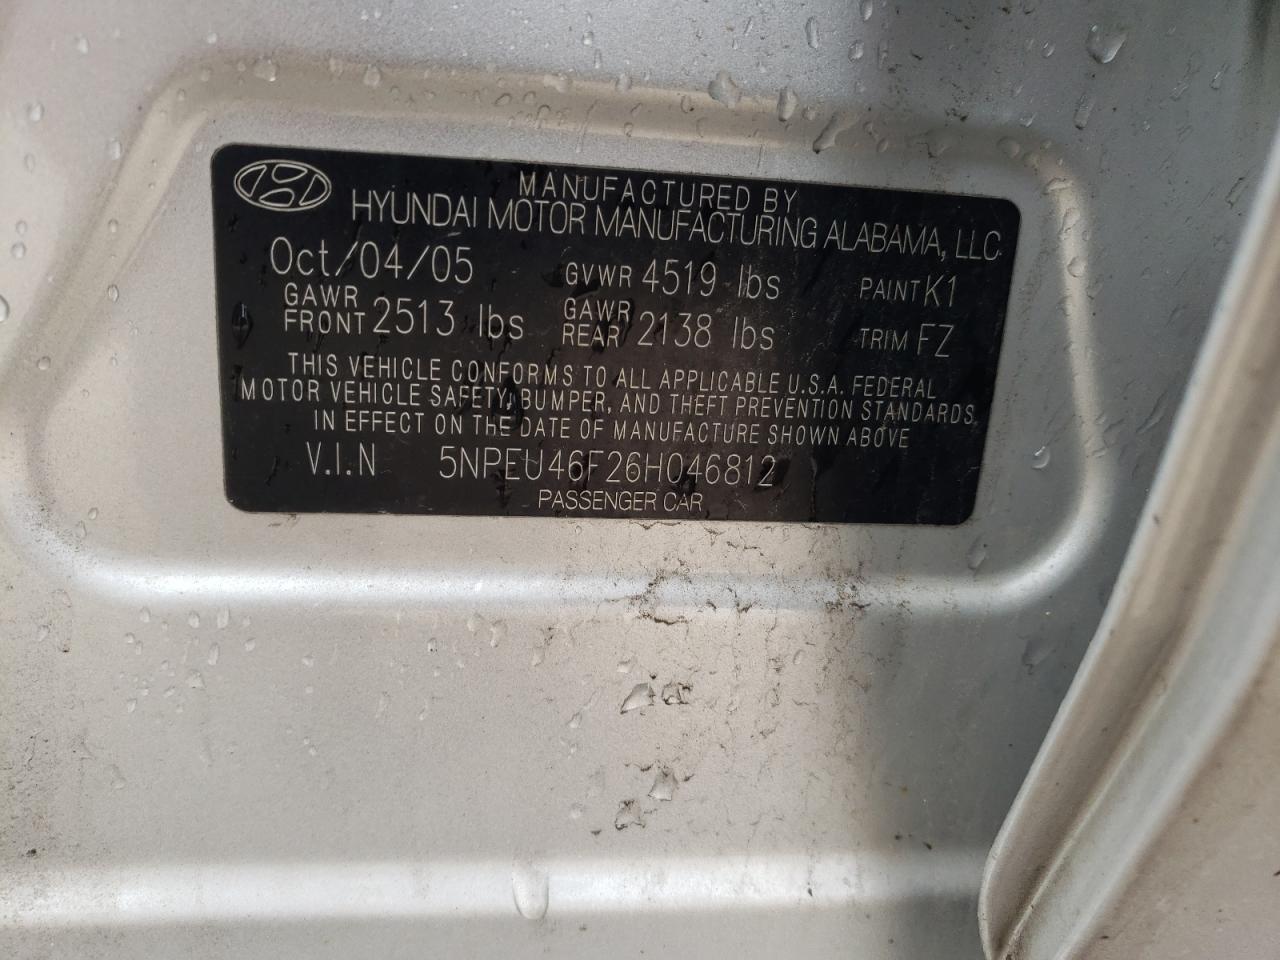 MANUFACTURED BY
HYUNDAI MOTOR MANUFACTURING ALABAMA, LLC
Oct/04/05 GVWR 4519 lbs PAINT K1
GAWR FRONT 2513 lbs GAWR REAR 2138 lbs TRIM FZ
THIS VEHICLE CONFORMS TO ALL APPLICABLE U.S.A. FEDERAL
MOTOR VEHICLE SAFETY, BUMPER, AND THEFT PREVENTION STANDARDS
IN EFFECT ON THE DATE OF MANUFACTURE SHOWN ABOVE
V.I.N 5NPEU46F26H046812
PASSENGER CAR